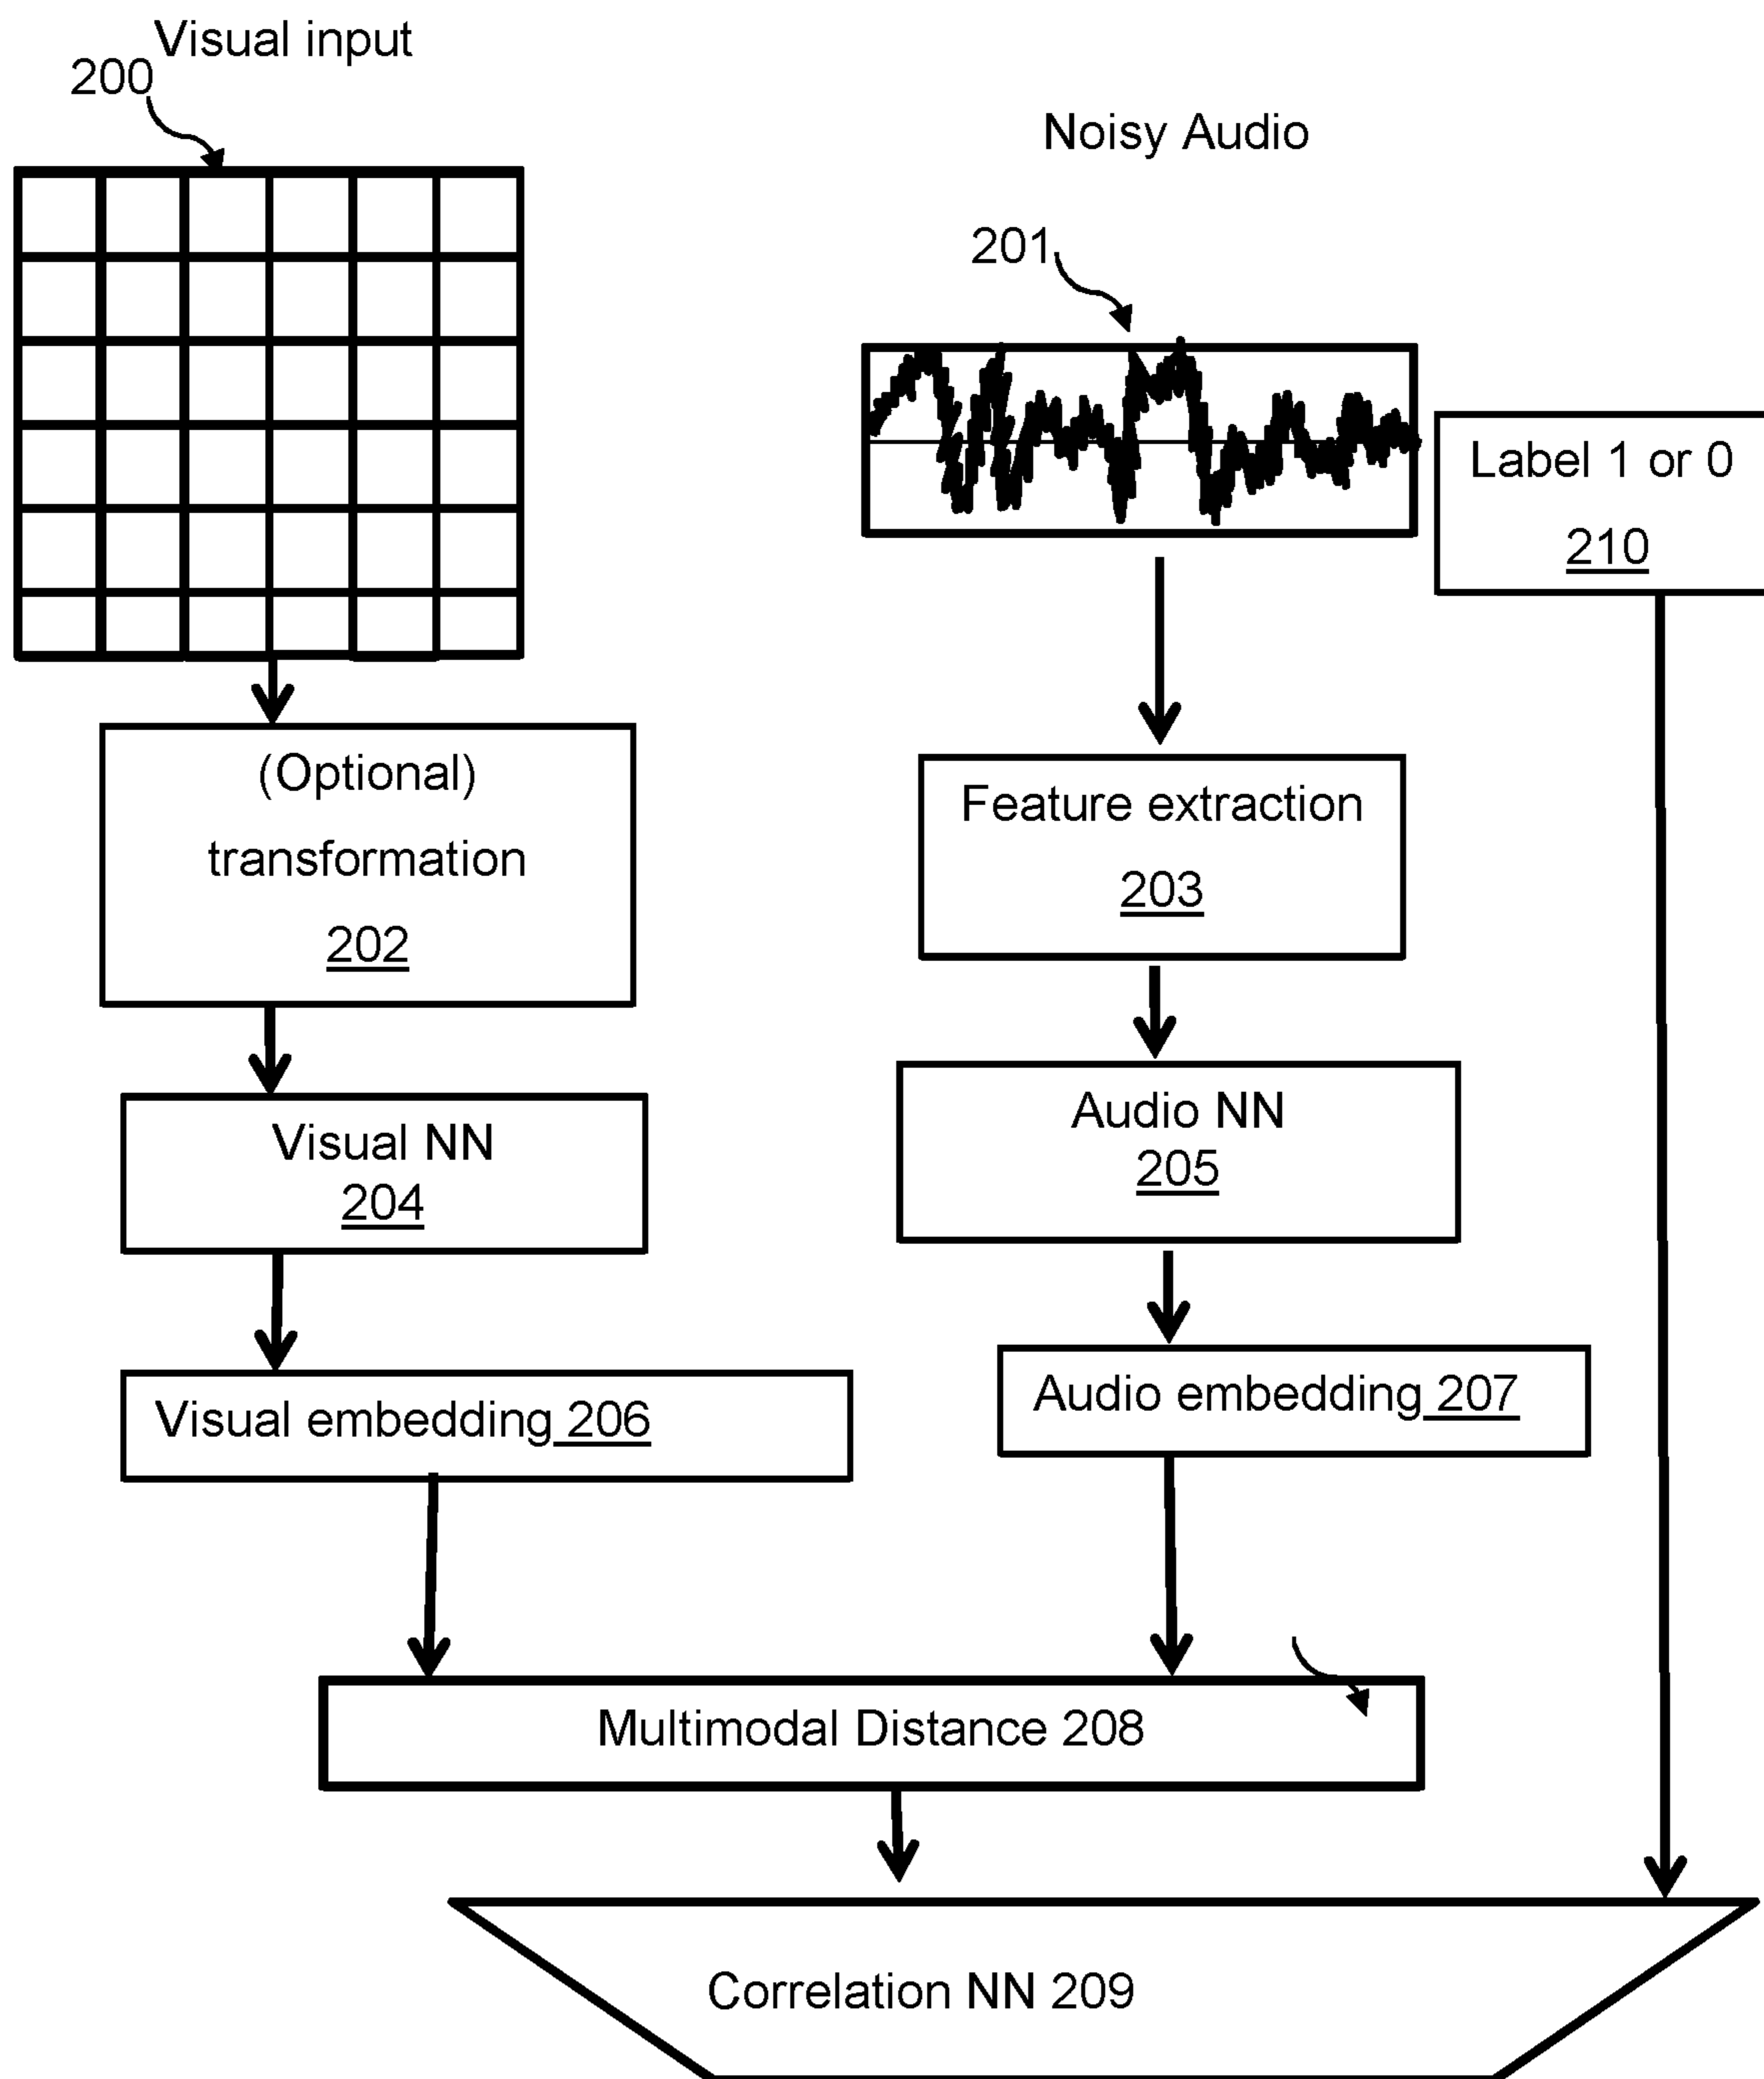 Visual input
200
Noisy Audio
201
Label 1 or 0
210
(Optional)
transformation
202
Feature extraction
203
Visual NN
204
Audio NN
205
Visual embedding 206
Audio embedding 207
Multimodal Distance 208
Correlation NN 209